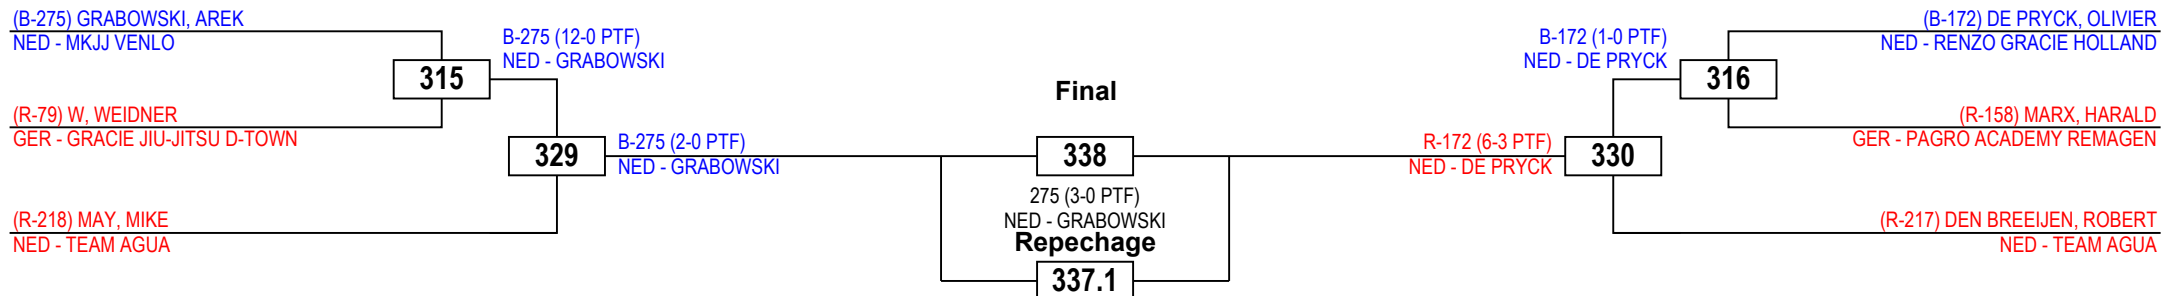 (B-275) GRABOWSKI, AREK
NED - MKJJ VENLO
B-275 (12-0 PTF)
NED - GRABOWSKI
315
(R-79) W, WEIDNER
GER - GRACIE JIU-JITSU D-TOWN
329
B-275 (2-0 PTF)
NED - GRABOWSKI
(R-218) MAY, MIKE
NED - TEAM AGUA
Final
338
275 (3-0 PTF)
NED - GRABOWSKI
Repechage
337.1
(B-172) DE PRYCK, OLIVIER
NED - RENZO GRACIE HOLLAND
B-172 (1-0 PTF)
NED - DE PRYCK
316
(R-158) MARX, HARALD
GER - PAGRO ACADEMY REMAGEN
R-172 (6-3 PTF)
NED - DE PRYCK
330
(R-217) DEN BREEIJEN, ROBERT
NED - TEAM AGUA